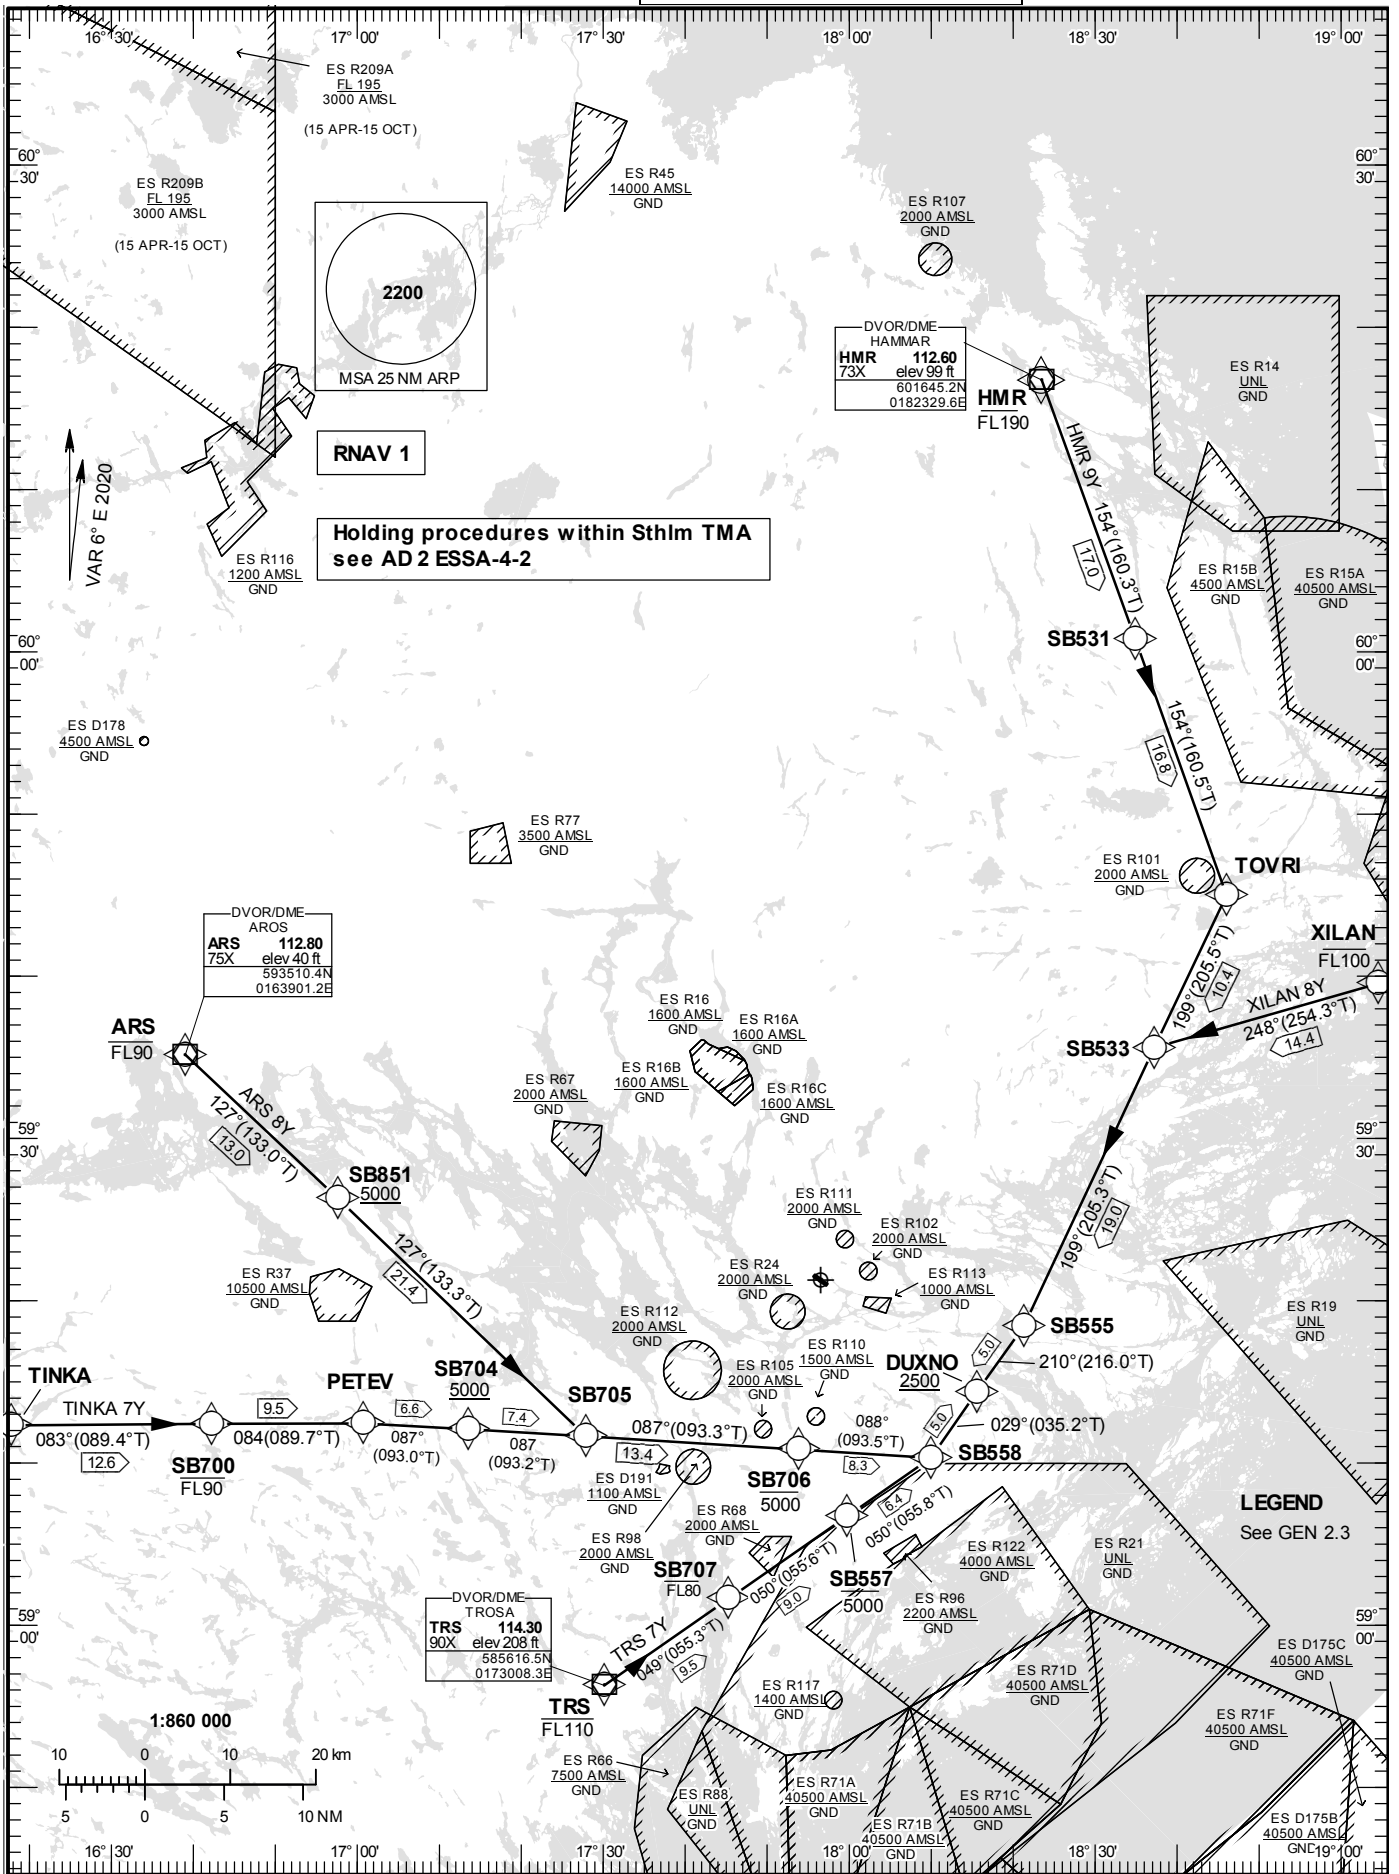 16° 30'
17° 00'
17° 30'
18° 00'
18° 30'
19° 00'
ES R209A
FL 195
3000 AMSL
(15 APR-15 OCT)
60°
30'
60°
30'
ES R209B
FL 195
3000 AMSL
(15 APR-15 OCT)
ES R45
14000 AMSL
GND
ES R107
2000 AMSL
GND
2200
MSA 25 NM ARP
DVOR/DME
HAMMAR
HMR 112.60
73X elev 99 ft
601645.2N
0182329.6E
HMR
FL190
ES R14
UNL
GND
RNAV 1
VAR 6° E 2020
Holding procedures within Sthlm TMA
see AD 2 ESSA-4-2
ES R116
1200 AMSL
GND
HMR 9Y 154°(160.3°T)
17.0
ES R15B
4500 AMSL
GND
ES R15A
40500 AMSL
GND
SB531
60°
00'
60°
00'
154°(160.5°T)
16.8
ES D178
4500 AMSL
GND
ES R77
3500 AMSL
GND
ES R101
2000 AMSL
GND
TOVRI
DVOR/DME
AROS
ARS 112.80
75X elev 40 ft
593510.4N
0163901.2E
XILAN
FL100
199°(205.5°T)
10.4
XILAN 8Y
248°(254.3°T)
14.4
ARS
FL90
SB533
ES R16
1600 AMSL
GND
ES R16A
1600 AMSL
GND
ES R16B
1600 AMSL
GND
ES R16C
1600 AMSL
GND
ES R67
2000 AMSL
GND
ARS 8Y
127°(133.0°T)
13.0
59°
30'
59°
30'
SB851
5000
199°(205.3°T)
19.0
ES R111
2000 AMSL
GND
ES R102
2000 AMSL
GND
127°(133.3°T)
21.4
ES R37
10500 AMSL
GND
ES R24
2000 AMSL
GND
ES R113
1000 AMSL
GND
ES R19
UNL
GND
ES R112
2000 AMSL
GND
SB555
5.0
210°(216.0°T)
ES R110
1500 AMSL
GND
ES R105
2000 AMSL
GND
DUXNO
2500
TINKA
PETEV
SB704
5000
SB705
TINKA 7Y
9.5
6.6
7.4
087°(093.3°T)
088°
(093.5°T)
5.0
029°(035.2°T)
083°(089.4°T)
12.6
084(089.7°T)
087°
(093.0°T)
087
(093.2°T)
13.4
8.3
SB558
SB700
FL90
SB706
5000
ES D191
1100 AMSL
GND
6.4
050°(055.8°T)
ES R68
2000 AMSL
GND
ES R98
2000 AMSL
GND
LEGEND
See GEN 2.3
ES R122
4000 AMSL
GND
ES R21
UNL
GND
SB707
FL80
050°(055.6°T)
9.0
SB557
5000
ES R96
2200 AMSL
GND
DVOR/DME
TROSA
TRS 114.30
90X elev 208 ft
585616.5N
0173008.3E
59°
00'
59°
00'
TRS 7Y
049°(055.3°T)
9.5
TRS
FL110
ES D175C
40500 AMSL
GND
ES R117
1400 AMSL
GND
ES R71D
40500 AMSL
GND
ES R71F
40500 AMSL
GND
1:860 000
10 0 10 20 km
5 0 5 10 NM
ES R66
7500 AMSL
GND
ES R88
UNL
GND
ES R71A
40500 AMSL
GND
ES R71B
40500 AMSL
GND
ES R71C
40500 AMSL
GND
ES D175B
40500 AMSL
GND
16° 30'
17° 00'
17° 30'
18° 00'
18° 30'
19° 00'